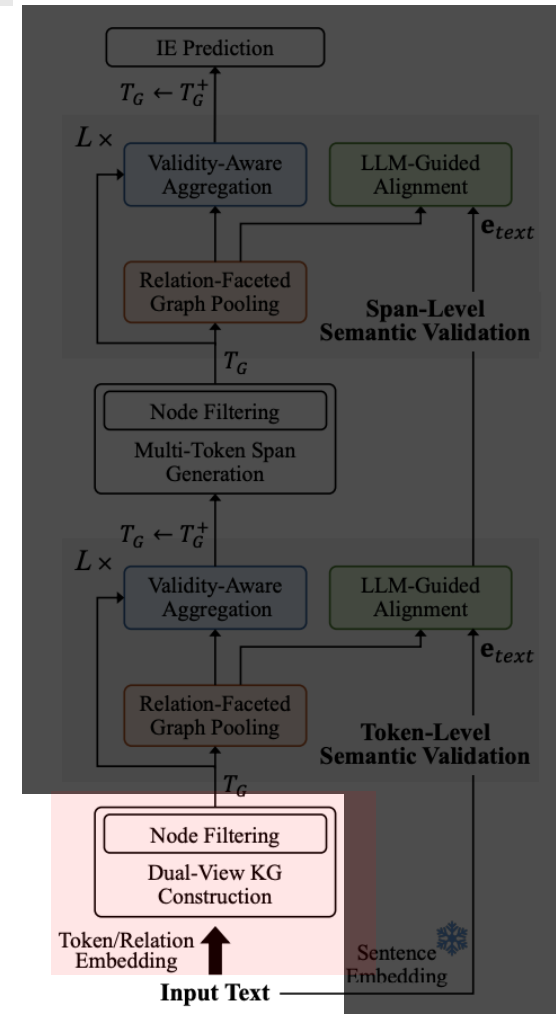 IE Prediction
T_G ← T_G^+
L ×
Validity-Aware
Aggregation
LLM-Guided
Alignment
e_text
Relation-Faceted
Graph Pooling
Span-Level
Semantic Validation
T_G
Node Filtering
Multi-Token Span
Generation
T_G ← T_G^+
L ×
Validity-Aware
Aggregation
LLM-Guided
Alignment
e_text
Relation-Faceted
Graph Pooling
Token-Level
Semantic Validation
T_G
Node Filtering
Dual-View KG
Construction
Token/Relation
Embedding
Sentence
Embedding
Input Text